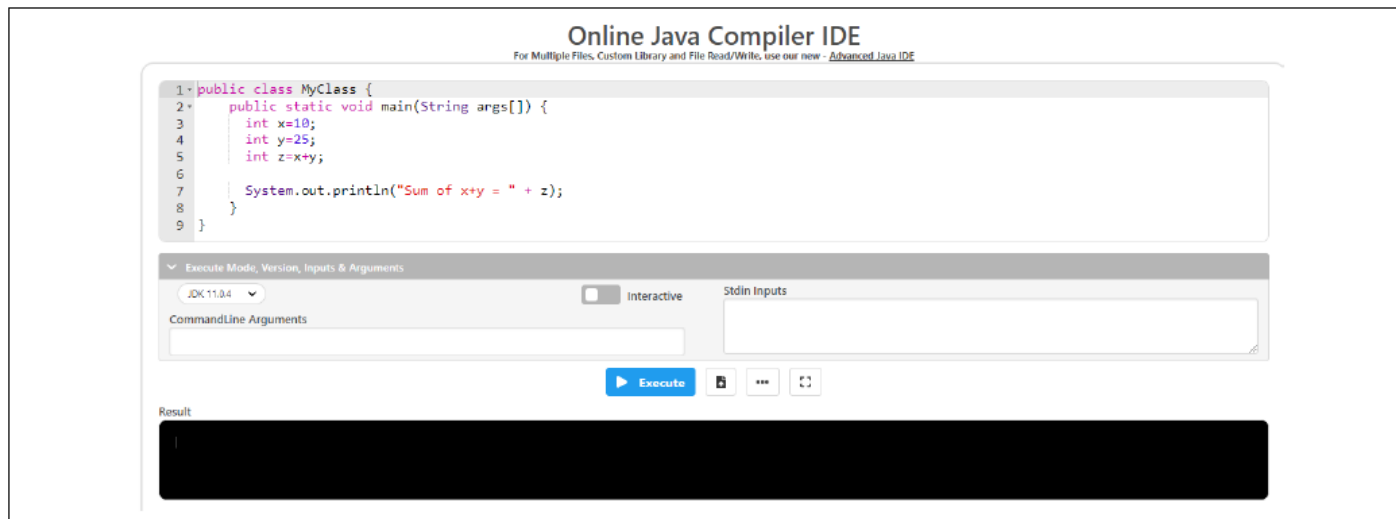 Online Java Compiler IDE
For Multiple Files, Custom Library and File Read/Write, use our new - Advanced Java IDE
1 public class MyClass {
2 public static void main(String args[]) {
3 int x=10;
4 int y=25;
5 int z=x+y;
6
7 System.out.println("Sum of x+y = " + z);
8 }
9 }
Execute Mode, Version, Inputs & Arguments
JDK 11.0.4
Interactive
Stdin Inputs
CommandLine Arguments
Execute
Result